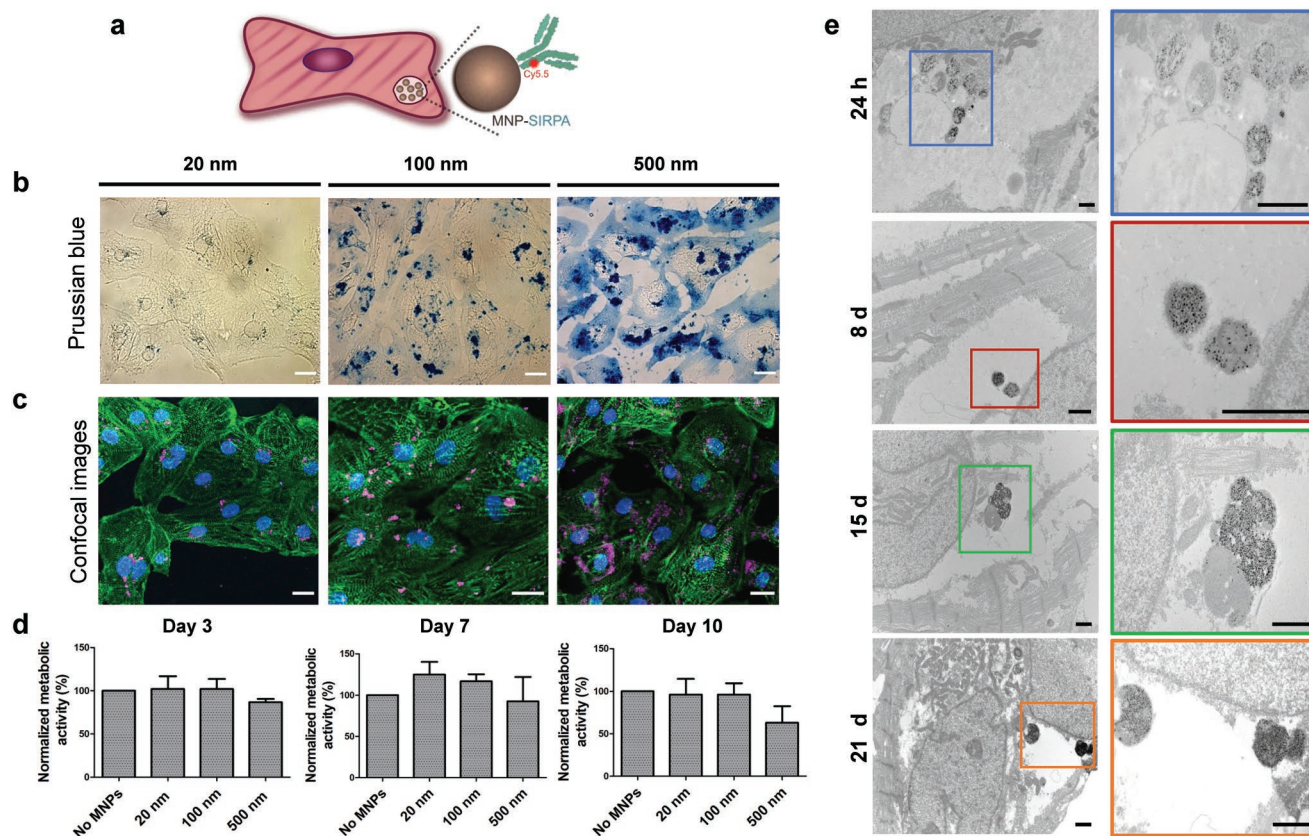 a
Cy5.5
MNP-SIRPA
20 nm
100 nm
500 nm
b
Prussian blue
c
Confocal images
d
Day 3
Normalized metabolic
activity (%)
150
100
50
0
No MNPs
20 nm
100 nm
500 nm
Day 7
Normalized metabolic
activity (%)
150
100
50
0
No MNPs
20 nm
100 nm
500 nm
Day 10
Normalized metabolic
activity (%)
150
100
50
0
No MNPs
20 nm
100 nm
500 nm
e
24 h
8 d
15 d
21 d